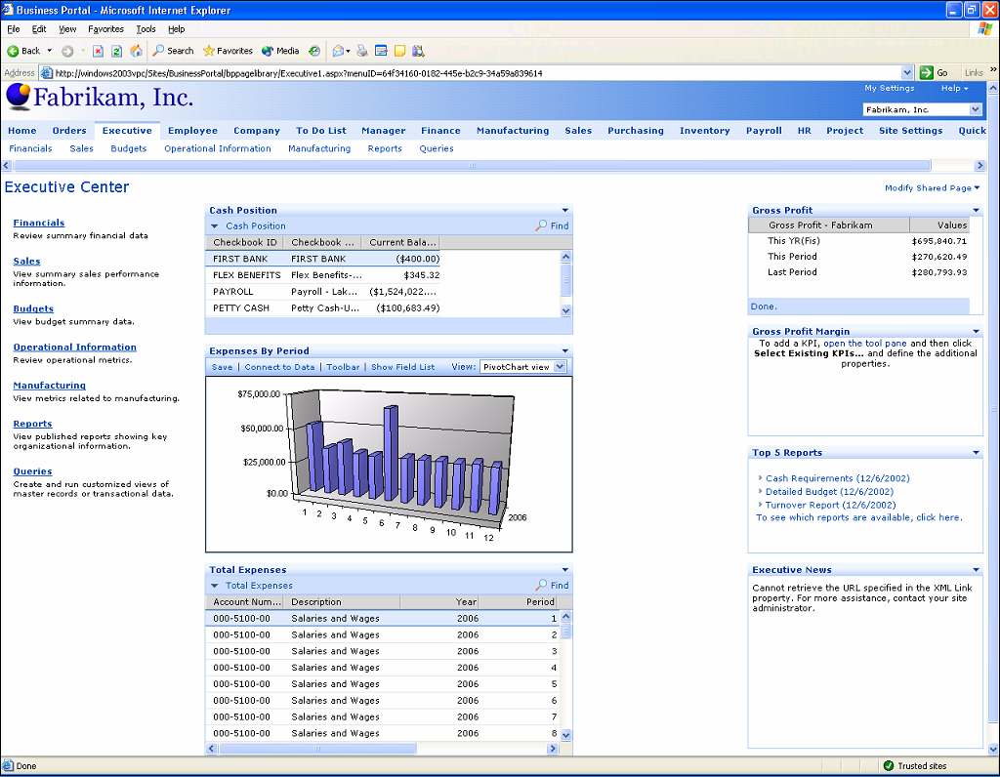 Business Portal - Microsoft Internet Explorer
File Edit View Favorites Tools Help
Back Search Favorites Media
Address http://windows2003vpc/Sites/BusinessPortal/bppagelibrary/Executive1.aspx?menuID=64f34160-0182-445e-b2c9-34a59a839614 Go Links »
Fabrikam, Inc.
My Settings Help
Fabrikam, Inc.
Home Orders Executive Employee Company To Do List Manager Finance Manufacturing Sales Purchasing Inventory Payroll HR Project Site Settings Quick
Financials Sales Budgets Operational Information Manufacturing Reports Queries
Executive Center
Modify Shared Page
Financials
Review summary financial data
Sales
View summary sales performance
information.
Budgets
View budget summary data.
Operational Information
Review operational metrics.
Manufacturing
View metrics related to manufacturing.
Reports
View published reports showing key
organizational information.
Queries
Create and run customized views of
master records or transactional data.
Cash Position
Cash Position Find
Checkbook ID Checkbook ... Current Bala...
FIRST BANK FIRST BANK ($400.00)
FLEX BENEFITS Flex Benefits-... $345.32
PAYROLL Payroll - Lak... ($1,524,022....
PETTY CASH Petty Cash-U... ($100,683.49)
Expenses By Period
Save | Connect to Data | Toolbar | Show Field List View: PivotChart view
$75,000.00
$50,000.00
$25,000.00
$0.00
1 2 3 4 5 6 7 8 9 10 11 12
2006
Total Expenses
Total Expenses Find
Account Num... Description Year Period
000-5100-00 Salaries and Wages 2006 1
000-5100-00 Salaries and Wages 2006 2
000-5100-00 Salaries and Wages 2006 3
000-5100-00 Salaries and Wages 2006 4
000-5100-00 Salaries and Wages 2006 5
000-5100-00 Salaries and Wages 2006 6
000-5100-00 Salaries and Wages 2006 7
000-5100-00 Salaries and Wages 2006 8
Gross Profit
Gross Profit - Fabrikam Values
This YR(Fis) $695,840.71
This Period $270,620.49
Last Period $280,793.93
Done.
Gross Profit Margin
To add a KPI, open the tool pane and then click
Select Existing KPIs... and define the additional
properties.
Top 5 Reports
Cash Requirements (12/6/2002)
Detailed Budget (12/6/2002)
Turnover Report (12/6/2002)
To see which reports are available, click here.
Executive News
Cannot retrieve the URL specified in the XML Link
property. For more assistance, contact your site
administrator.
Done Trusted sites